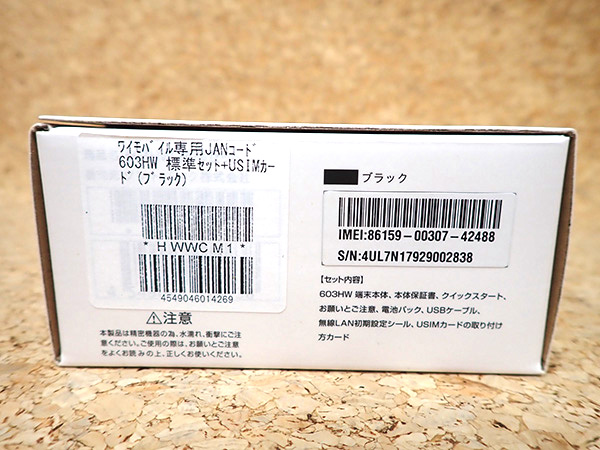 ワイモバイル専用JANコード
603HW 標準セット+USIMカー
ド(ブラック)
* HWWCM1 *
4549046014269
⚠注意
本製品は精密機器の為、水濡れ、衝撃にご注
意ください。ご使用の際は、お願いとご注意
をよくお読みの上、正しくお使いください。
ブラック
IMEI:86159-00307-42488
S/N:4UL7N17929002838
【セット内容】
603HW 端末本体、本体保証書、クイックスタート、
お願いとご注意、電池パック、USBケーブル、
無線LAN初期設定シール、USIMカードの取り付け
方カード